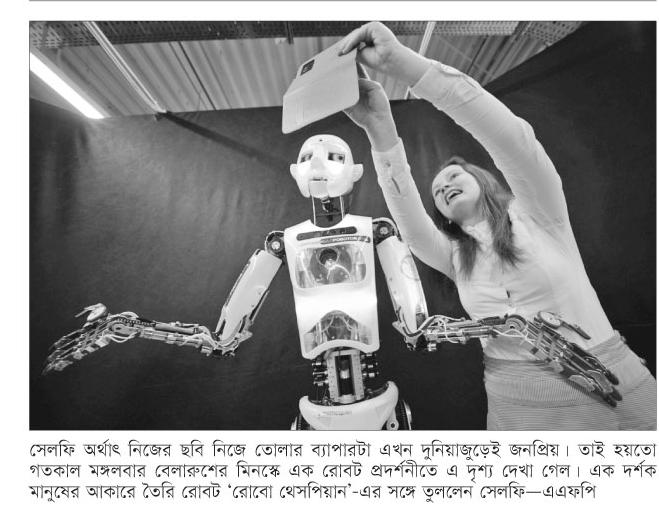 সেলফি অর্থাৎ নিজের ছবি নিজে তোলার ব্যাপারটা এখন দুনিয়াজুড়েই জনপ্রিয়। তাই হয়তো
গতকাল মঙ্গলবার বেলারুশের মিনস্কে এক রোবট প্রদর্শনীতে এ দৃশ্য দেখা গেল। এক দর্শক
মানুষের আকারে তৈরি রোবট ‘রোবো থেসপিয়ান’-এর সঙ্গে তুললেন সেলফি—এএফপি